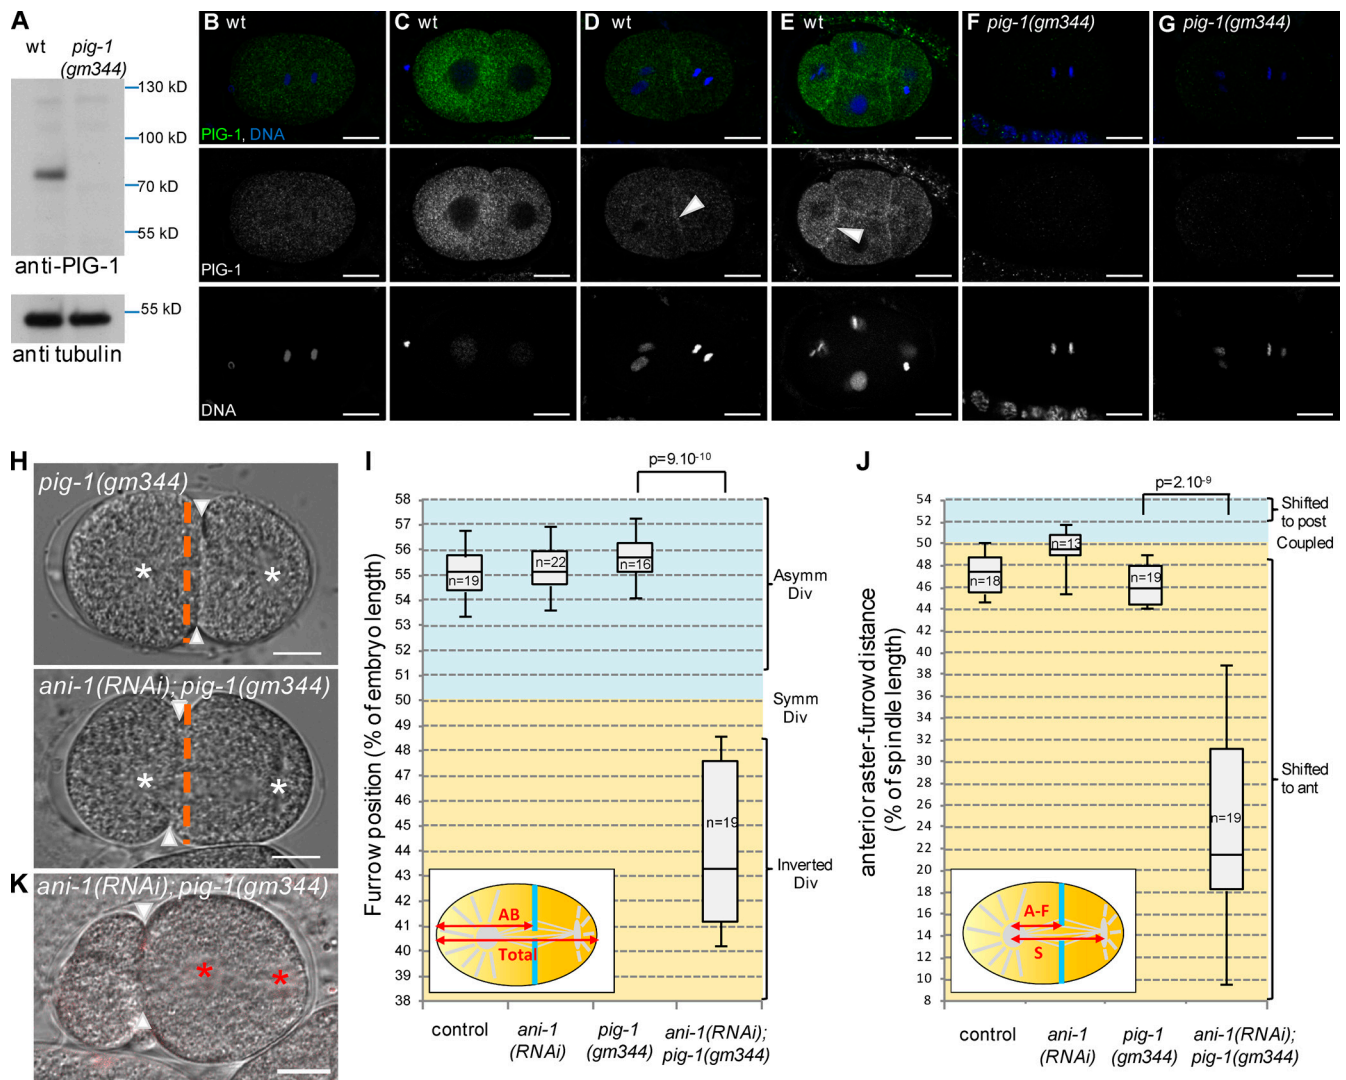 A
wt
pig-1
(gm344)
130 kD
100 kD
70 kD
55 kD
anti-PIG-1
55 kD
anti tubulin
B wt
C wt
D wt
E wt
F pig-1(gm344)
G pig-1(gm344)
PIG-1, DNA
PIG-1
DNA
H
pig-1(gm344)
*
*
ani-1(RNAi);pig-1(gm344)
*
*
K
ani-1(RNAi);pig-1(gm344)
*
*
I
p=9.10-10
Furrow position (% of embryo length)
58
57
56
55
54
53
52
51
50
49
48
47
46
45
44
43
42
41
40
39
38
n=19
n=22
n=16
n=19
Asymm
Div
Symm
Div
Inverted
Div
AB
Total
control
ani-1
(RNAi)
pig-1
(gm344)
ani-1(RNAi);
pig-1(gm344)
J
p=2.10-9
anterior aster-furrow distance
(% of spindle length)
54
52
50
48
46
44
42
40
38
36
34
32
30
28
26
24
22
20
18
16
14
12
10
8
n=18
n=13
n=19
n=19
Shifted
to post
Coupled
Shifted
to ant
A-F
S
control
ani-1
(RNAi)
pig-1
(gm344)
ani-1(RNAi);
pig-1(gm344)